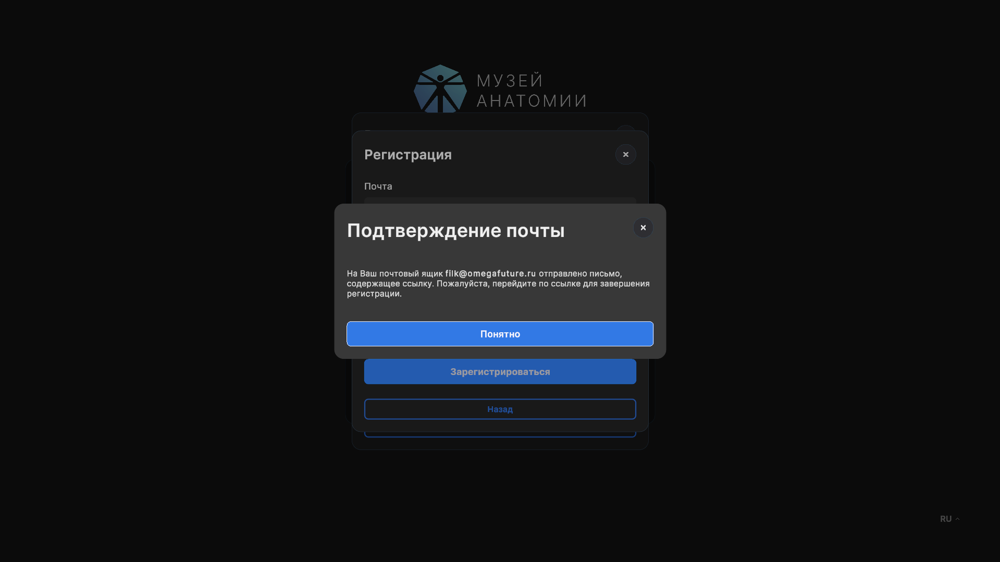 МУЗЕЙ
АНАТОМИИ
Регистрация
Почта
Подтверждение почты
На Ваш почтовый ящик filk@omegafuture.ru отправлено письмо,
содержащее ссылку. Пожалуйста, перейдите по ссылке для завершения
регистрации.
Понятно
Зарегистрироваться
Назад
RU